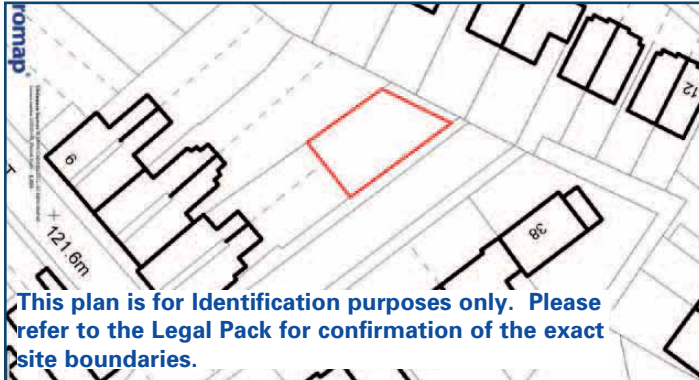 romap
12
6
38
121.6m
This plan is for Identification purposes only. Please
refer to the Legal Pack for confirmation of the exact
site boundaries.